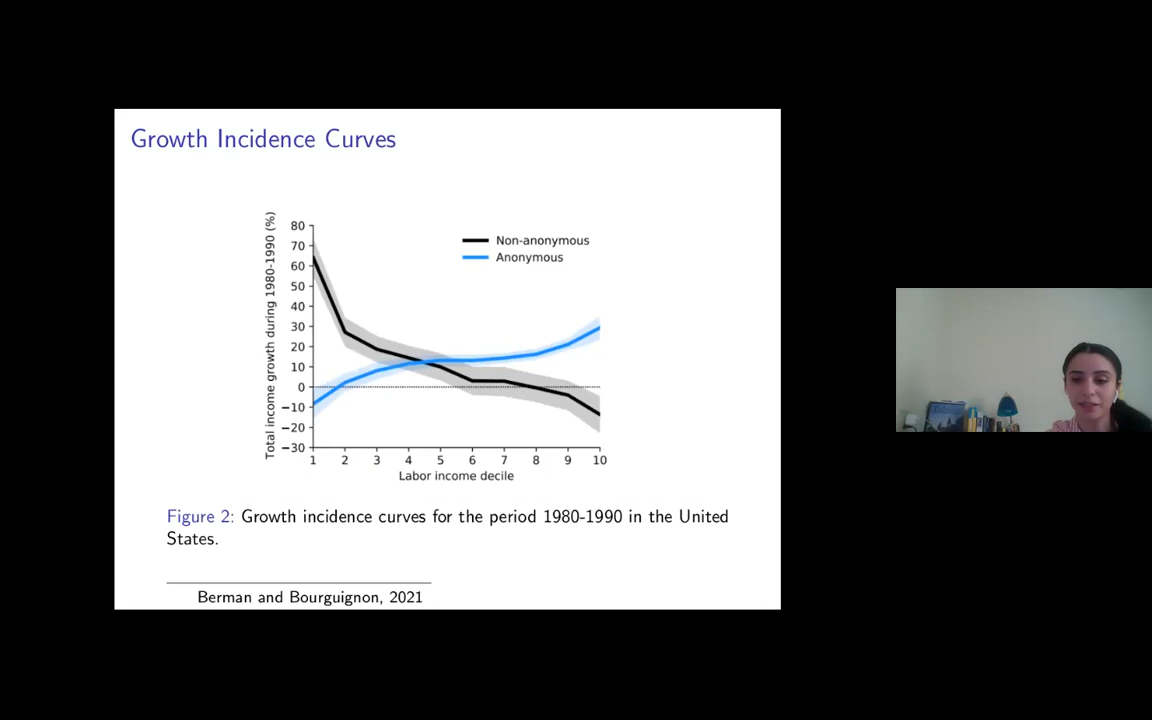 Growth Incidence Curves
Total income growth during 1980-1990 (%)
80
70
60
50
40
30
20
10
0
−10
−20
−30
Non-anonymous
Anonymous
1 2 3 4 5 6 7 8 9 10
Labor income decile
Figure 2: Growth incidence curves for the period 1980-1990 in the United
States.
Berman and Bourguignon, 2021